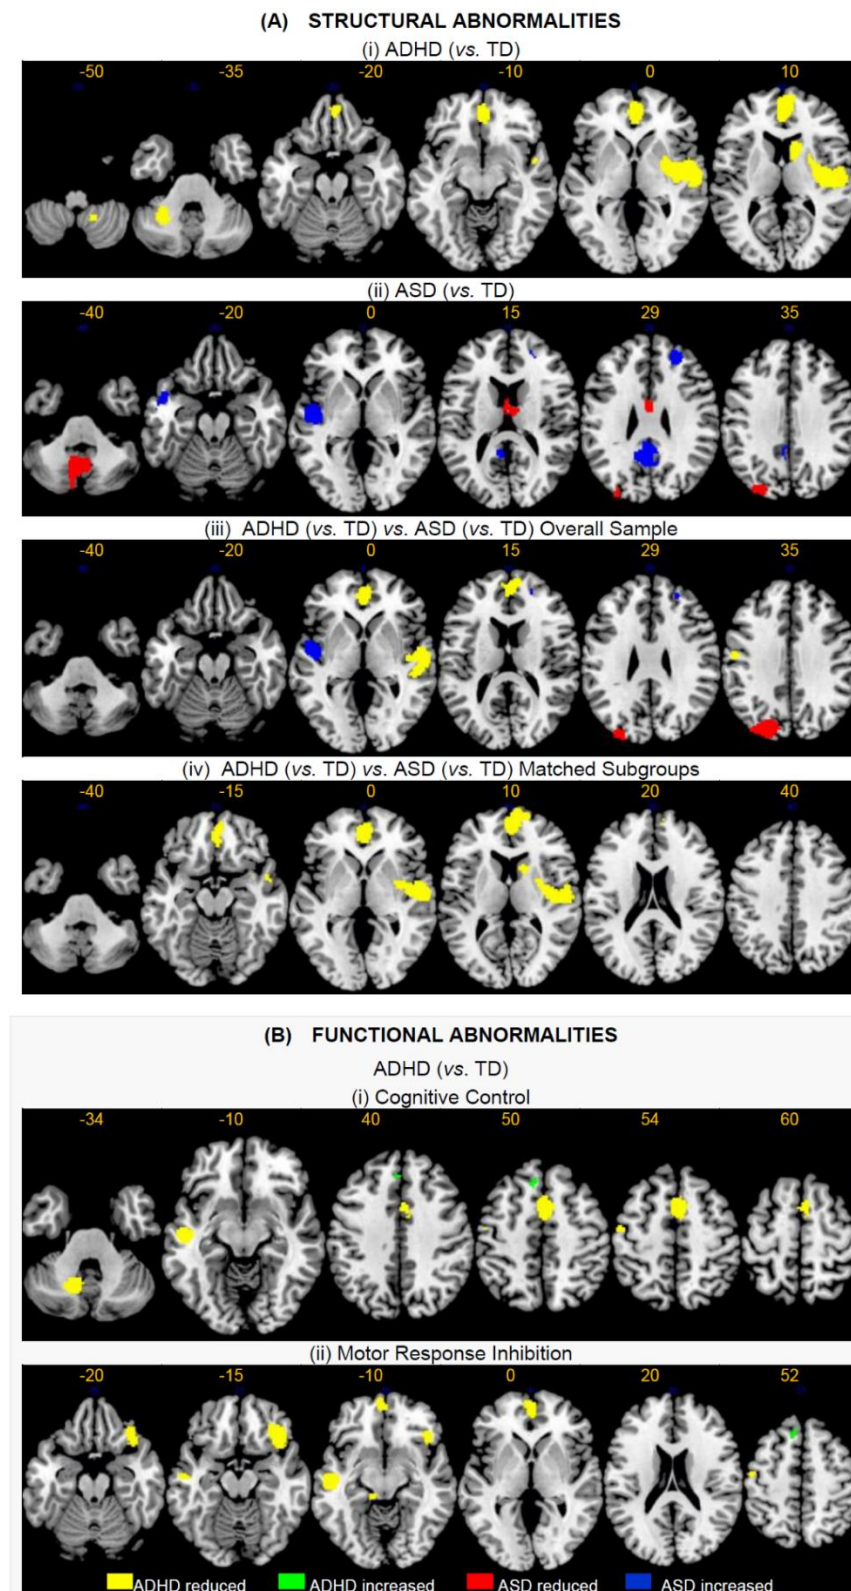 (A) STRUCTURAL ABNORMALITIES
(i) ADHD (vs. TD)
-50 -35 -20 -10 0 10
(ii) ASD (vs. TD)
-40 -20 0 15 29 35
(iii) ADHD (vs. TD) vs. ASD (vs. TD) Overall Sample
-40 -20 0 15 29 35
(iv) ADHD (vs. TD) vs. ASD (vs. TD) Matched Subgroups
-40 -15 0 10 20 40
(B) FUNCTIONAL ABNORMALITIES
ADHD (vs. TD)
(i) Cognitive Control
-34 -10 40 50 54 60
(ii) Motor Response Inhibition
-20 -15 -10 0 20 52
ADHD reduced ADHD increased ASD reduced ASD increased